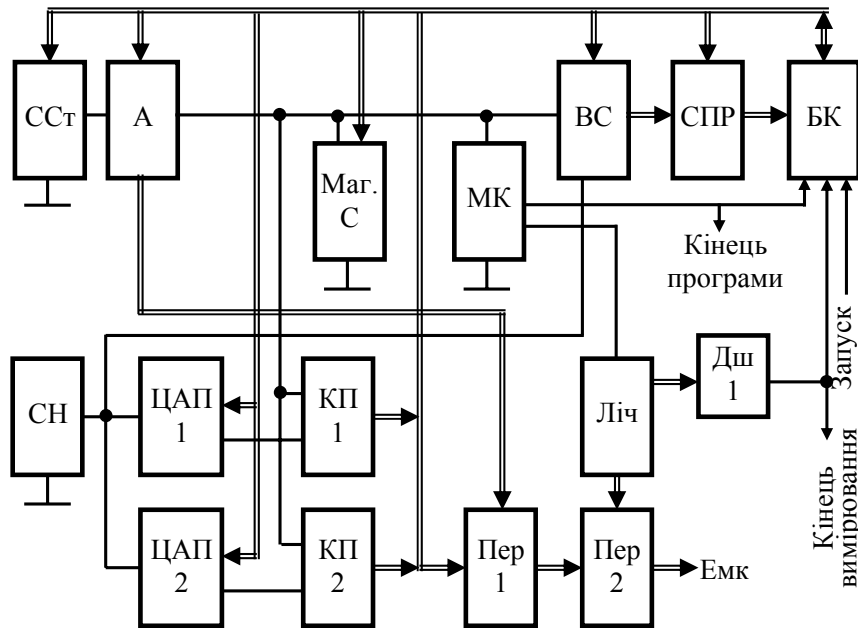 ССт
А
ВС
СПР
БК
Маг.
С
МК
Кінець
програми
Запуск
СН
ЦАП
1
КП
1
Ліч
Дш
1
Кінець
вимірювання
ЦАП
2
КП
2
Пер
1
Пер
2
Емк